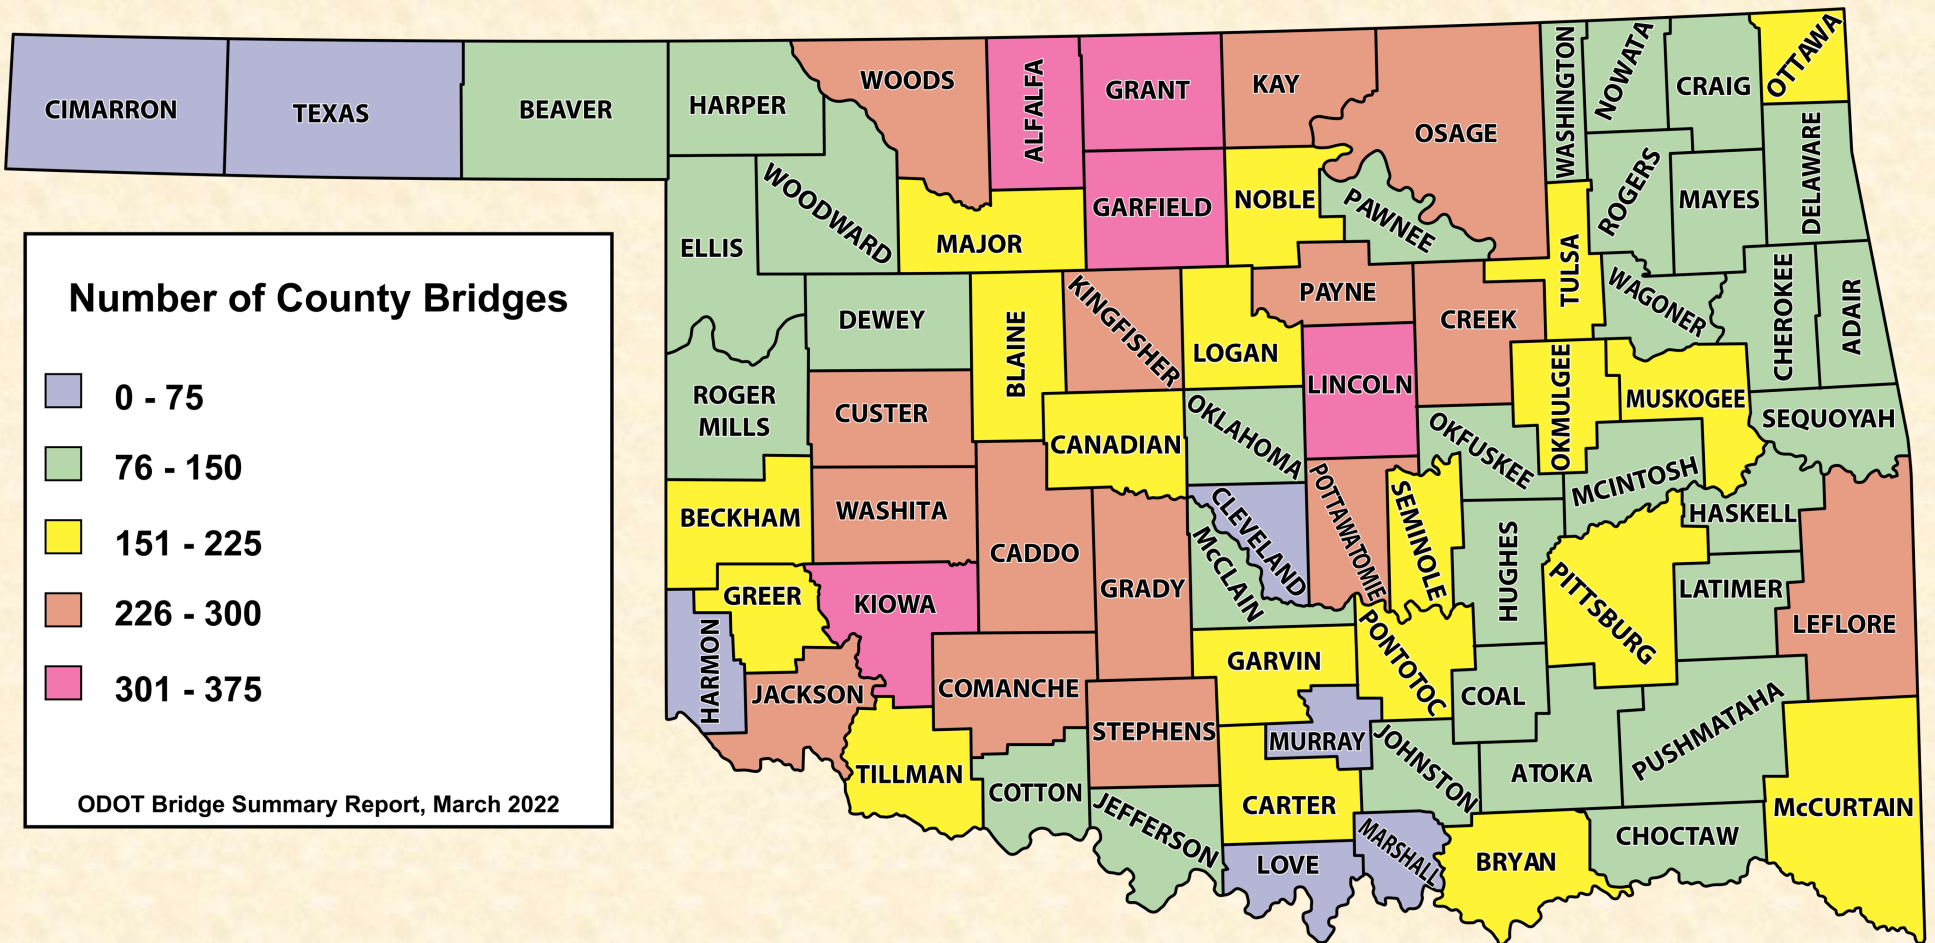 CIMARRON
TEXAS
BEAVER
HARPER
WOODS
ALFALFA
GRANT
KAY
OSAGE
WASHINGTON
NOWATA
CRAIG
OTTAWA
ELLIS
WOODWARD
MAJOR
GARFIELD
NOBLE
PAWNEE
ROGERS
MAYES
DELAWARE
DEWEY
BLAINE
KINGFISHER
LOGAN
PAYNE
CREEK
TULSA
WAGONER
CHEROKEE
ADAIR
ROGER
MILLS
CUSTER
CANADIAN
OKLAHOMA
LINCOLN
OKFUSKEE
OKMULGEE
MUSKOGEE
SEQUOYAH
BECKHAM
WASHITA
CADDO
GRADY
McCLAIN
CLEVELAND
POTTAWATOMIE
SEMINOLE
HUGHES
MCINTOSH
HASKELL
PITTSBURG
LATIMER
LEFLORE
HARMON
GREER
KIOWA
JACKSON
COMANCHE
STEPHENS
GARVIN
PONTOTOC
COAL
PUSHMATAHA
TILLMAN
COTTON
JEFFERSON
MURRAY
CARTER
JOHNSTON
ATOKA
McCURTAIN
LOVE
MARSHALL
BRYAN
CHOCTAW
Number of County Bridges
0 - 75
76 - 150
151 - 225
226 - 300
301 - 375
ODOT Bridge Summary Report, March 2022